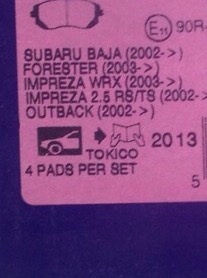 E11 90R-
SUBARU BAJA (2002->)
FORESTER (2003->)
IMPREZA WRX (2003->)
IMPREZA 2.5 RS/TS (2002->
OUTBACK (2002->)
2013
TOKICO
4 PADS PER SET
5